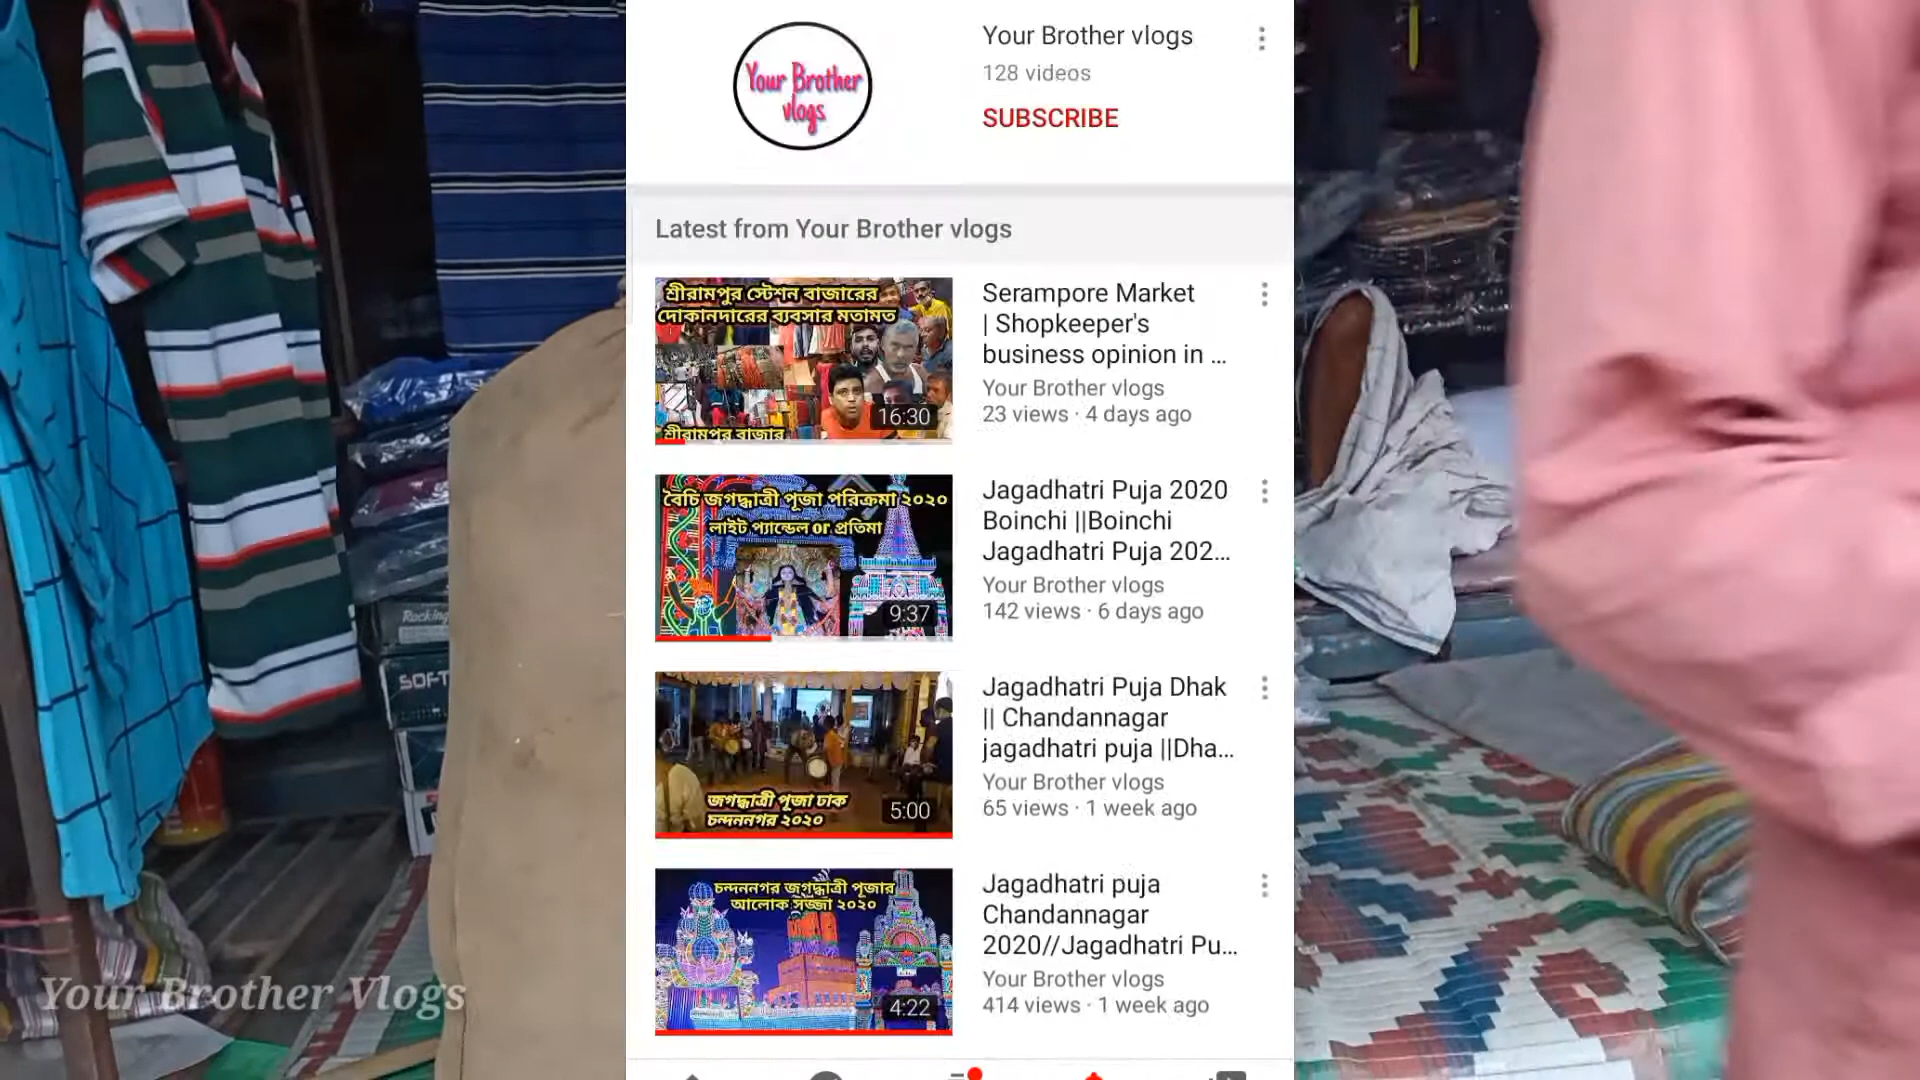 Your Brother
vlogs
Your Brother vlogs
128 videos
SUBSCRIBE
Latest from Your Brother vlogs
শ্রীরামপুর স্টেশন বাজারের
দোকানদারের ব্যবসার মতামত
শ্রীরামপুর বাজার
16:30
Serampore Market
| Shopkeeper's
business opinion in ...
Your Brother vlogs
23 views · 4 days ago
বৈচি জগদ্ধাত্রী পূজা পরিক্রমা ২০২০
লাইট প্যান্ডেল or প্রতিমা
9:37
Jagadhatri Puja 2020
Boinchi ||Boinchi
Jagadhatri Puja 202...
Your Brother vlogs
142 views · 6 days ago
জগদ্ধাত্রী পূজা ঢাক
চন্দননগর ২০২০
5:00
Jagadhatri Puja Dhak
|| Chandannagar
jagadhatri puja ||Dha...
Your Brother vlogs
65 views · 1 week ago
চন্দননগর জগদ্ধাত্রী পূজার
আলোক সজ্জা ২০২০
4:22
Jagadhatri puja
Chandannagar
2020//Jagadhatri Pu...
Your Brother vlogs
414 views · 1 week ago
Rocking
SOFT
Your Brother Vlogs